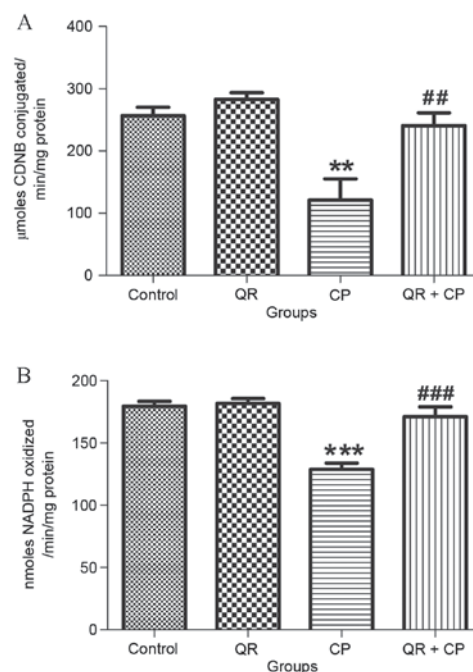 A
μmoles CDNB conjugated/
min/mg protein
400
300
200
100
0
**
##
Control QR CP QR + CP
Groups
B
nmoles NADPH oxidized
/min/mg protein
200
150
100
50
0
***
###
Control QR CP QR + CP
Groups